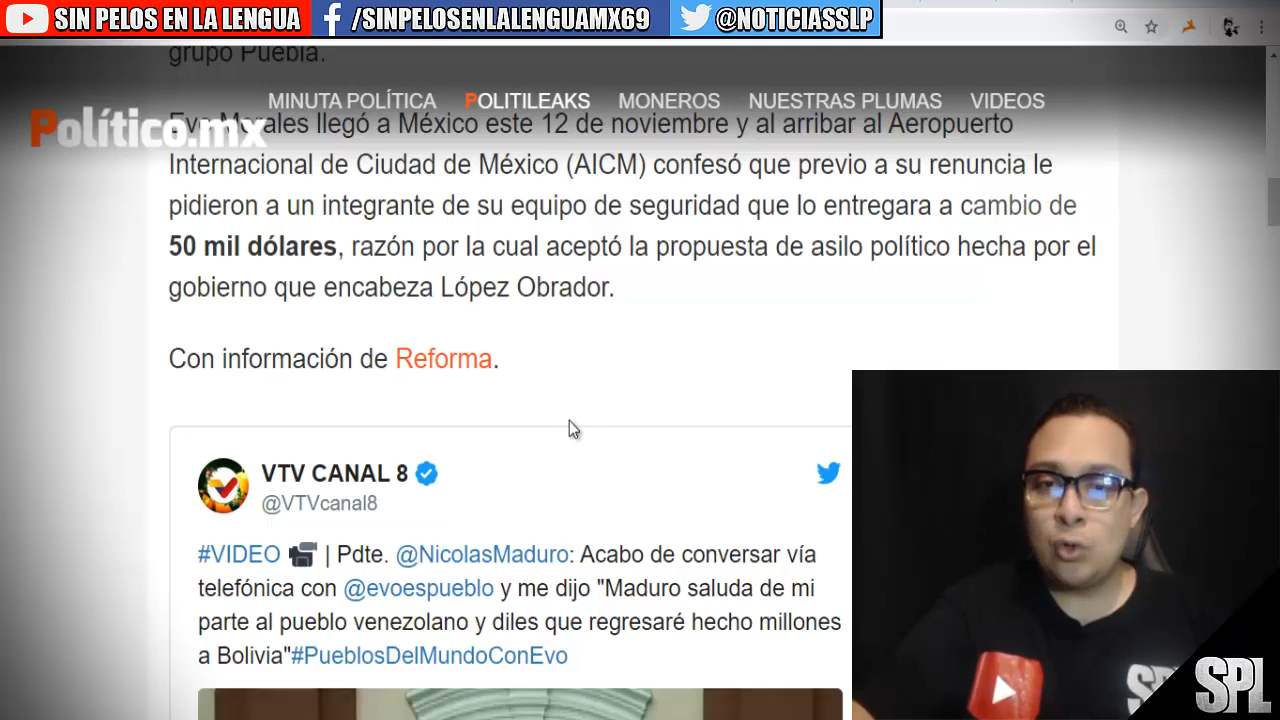 SIN PELOS EN LA LENGUA
/SINPELOSENLALENGUAMX69
@NOTICIASSLP
grupo Puebla.
Político.mx
MINUTA POLÍTICA POLITILEAKS MONEROS NUESTRAS PLUMAS VIDEOS
Evo Morales llegó a México este 12 de noviembre y al arribar al Aeropuerto
Internacional de Ciudad de México (AICM) confesó que previo a su renuncia le
pidieron a un integrante de su equipo de seguridad que lo entregara a cambio de
50 mil dólares, razón por la cual aceptó la propuesta de asilo político hecha por el
gobierno que encabeza López Obrador.
Con información de Reforma.
VTV CANAL 8
@VTVcanal8
#VIDEO | Pdte. @NicolasMaduro: Acabo de conversar vía
telefónica con @evoespueblo y me dijo "Maduro saluda de mi
parte al pueblo venezolano y diles que regresaré hecho millones
a Bolivia"#PueblosDelMundoConEvo
SPL
SPL